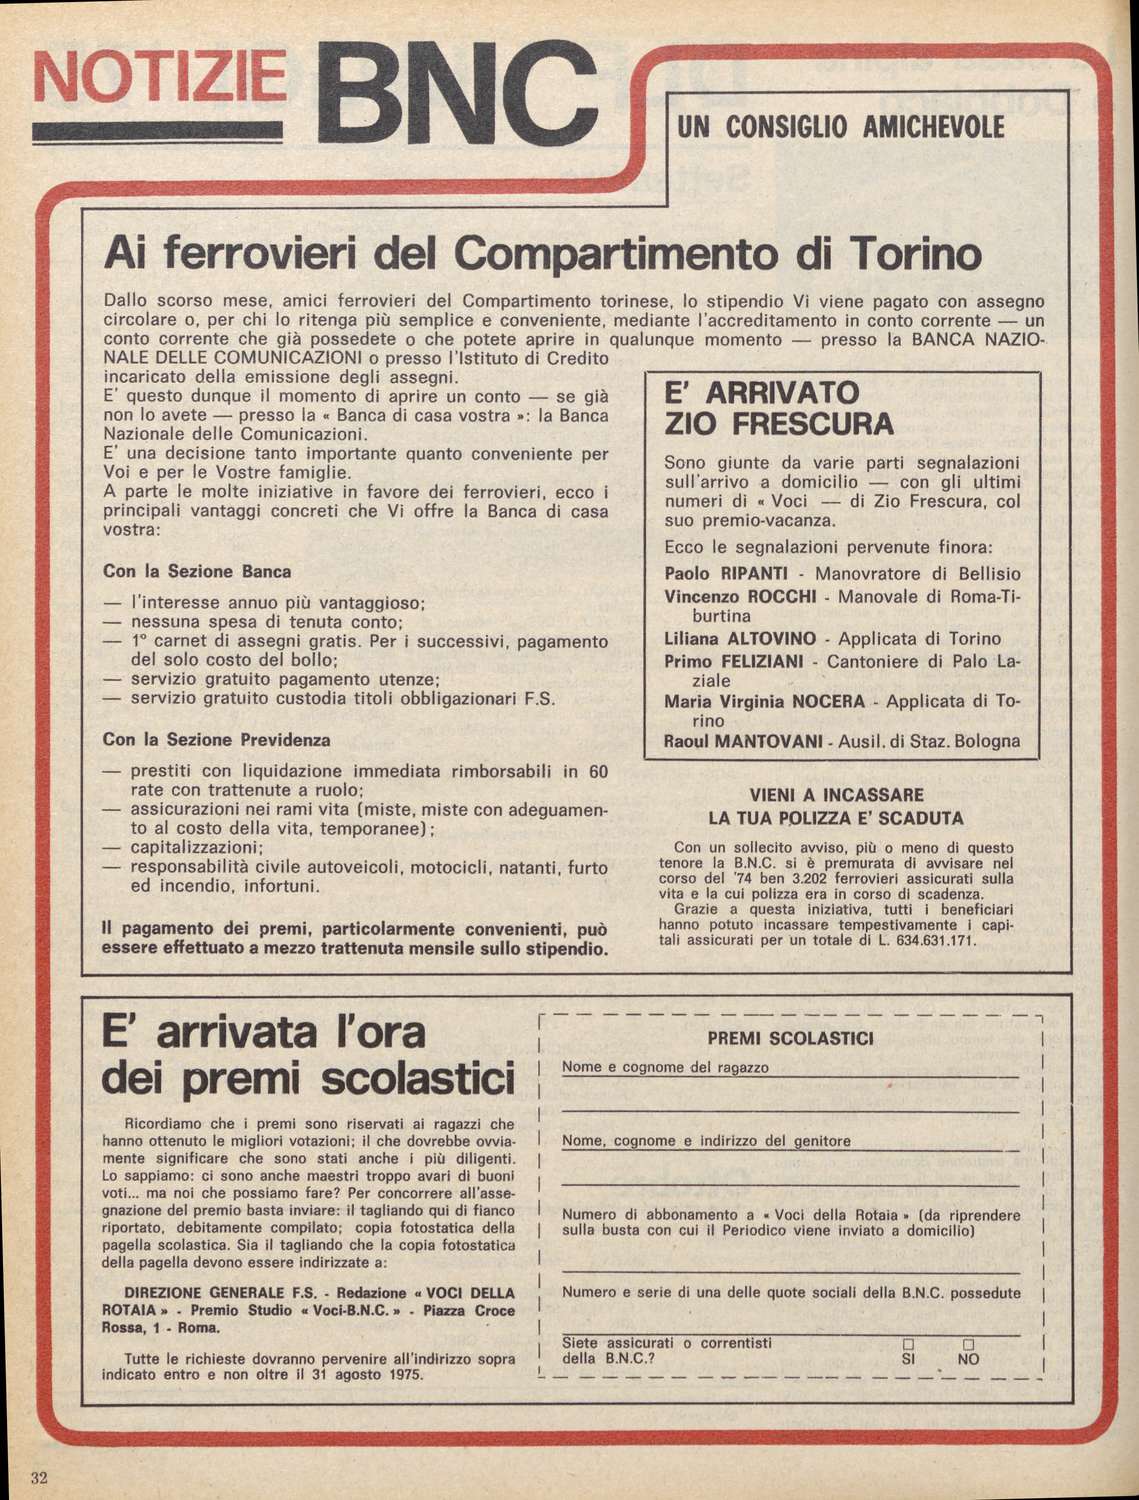 NOTIZIE BNC
UN CONSIGLIO AMICHEVOLE
Ai ferrovieri del Compartimento di Torino
Dallo scorso mese, amici ferrovieri del Compartimento torinese, lo stipendio Vi viene pagato con assegno
circolare o, per chi lo ritenga più semplice e conveniente, mediante l'accreditamento in conto corrente — un
conto corrente che già possedete o che potete aprire in qualunque momento — presso la BANCA NAZIO-
NALE DELLE COMUNICAZIONI o presso l'Istituto di Credito
incaricato della emissione degli assegni.
E' questo dunque il momento di aprire un conto — se già
non lo avete — presso la « Banca di casa vostra »: la Banca
Nazionale delle Comunicazioni.
E' una decisione tanto importante quanto conveniente per
Voi e per le Vostre famiglie.
A parte le molte iniziative in favore dei ferrovieri, ecco i
principali vantaggi concreti che Vi offre la Banca di casa
vostra:
Con la Sezione Banca
— l'interesse annuo più vantaggioso;
— nessuna spesa di tenuta conto;
— 1° carnet di assegni gratis. Per i successivi, pagamento
del solo costo del bollo;
— servizio gratuito pagamento utenze;
— servizio gratuito custodia titoli obbligazionari F.S.
Con la Sezione Previdenza
— prestiti con liquidazione immediata rimborsabili in 60
rate con trattenute a ruolo;
— assicurazioni nei rami vita (miste, miste con adeguamen-
to al costo della vita, temporanee);
— capitalizzazioni;
— responsabilità civile autoveicoli, motocicli, natanti, furto
ed incendio, infortuni.
Il pagamento dei premi, particolarmente convenienti, può
essere effettuato a mezzo trattenuta mensile sullo stipendio.
E' ARRIVATO
ZIO FRESCURA
Sono giunte da varie parti segnalazioni
sull'arrivo a domicilio — con gli ultimi
numeri di « Voci — di Zio Frescura, col
suo premio-vacanza.
Ecco le segnalazioni pervenute finora:
Paolo RIPANTI - Manovratore di Bellisio
Vincenzo ROCCHI - Manovale di Roma-Ti-
burtina
Liliana ALTOVINO - Applicata di Torino
Primo FELIZIANI - Cantoniere di Palo La-
ziale
Maria Virginia NOCERA - Applicata di To-
rino
Raoul MANTOVANI - Ausil. di Staz. Bologna
VIENI A INCASSARE
LA TUA POLIZZA E' SCADUTA
Con un sollecito avviso, più o meno di questo
tenore la B.N.C. si è premurata di avvisare nel
corso del '74 ben 3.202 ferrovieri assicurati sulla
vita e la cui polizza era in corso di scadenza.
Grazie a questa iniziativa, tutti i beneficiari
hanno potuto incassare tempestivamente i capi-
tali assicurati per un totale di L. 634.631.171.
E' arrivata l'ora
dei premi scolastici
Ricordiamo che i premi sono riservati ai ragazzi che
hanno ottenuto le migliori votazioni; il che dovrebbe ovvia-
mente significare che sono stati anche i più diligenti.
Lo sappiamo: ci sono anche maestri troppo avari di buoni
voti... ma noi che possiamo fare? Per concorrere all'asse-
gnazione del premio basta inviare: il tagliando qui di fianco
riportato, debitamente compilato; copia fotostatica della
pagella scolastica. Sia il tagliando che la copia fotostatica
della pagella devono essere indirizzate a:
DIREZIONE GENERALE F.S. - Redazione « VOCI DELLA
ROTAIA » - Premio Studio « Voci-B.N.C. » - Piazza Croce
Rossa, 1 - Roma.
Tutte le richieste dovranno pervenire all'indirizzo sopra
indicato entro e non oltre il 31 agosto 1975.
PREMI SCOLASTICI
Nome e cognome del ragazzo
Nome, cognome e indirizzo del genitore
Numero di abbonamento a « Voci della Rotaia » (da riprendere
sulla busta con cui il Periodico viene inviato a domicilio)
Numero e serie di una delle quote sociali della B.N.C. possedute
Siete assicurati o correntisti
della B.N.C.? SI NO
32